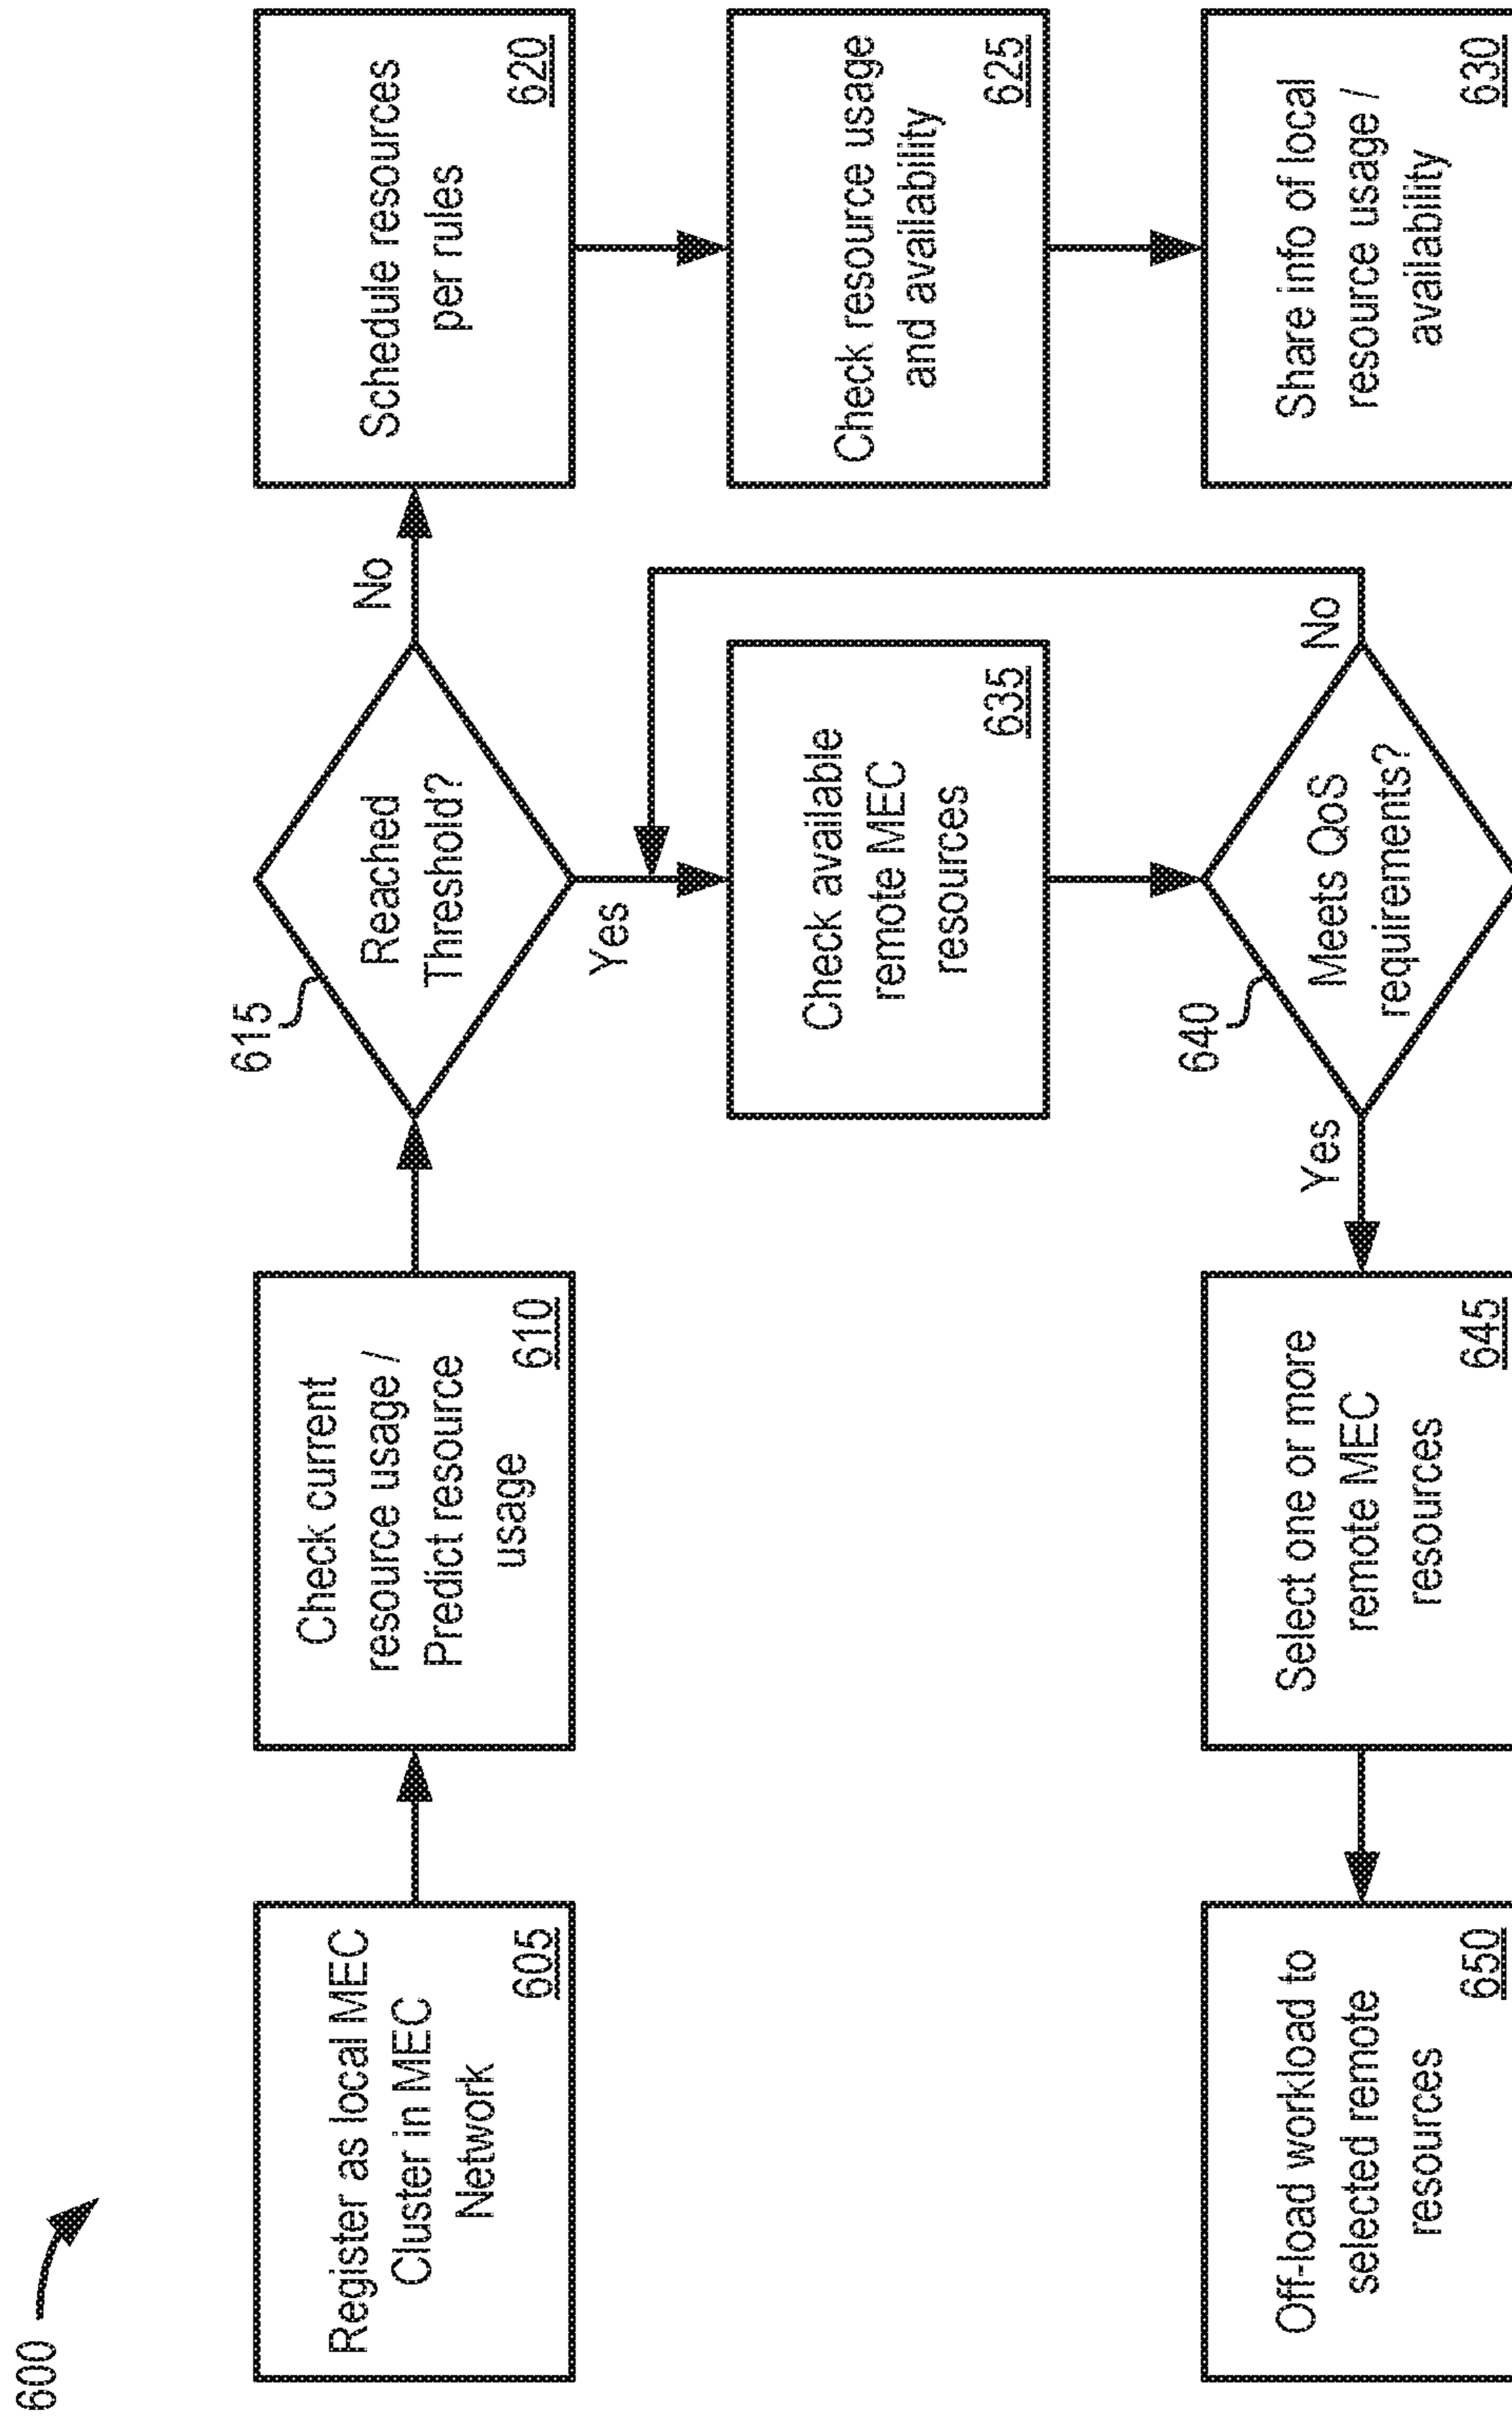 600
Register as local MEC
Cluster in MEC
Network
605
Check current
resource usage /
Predict resource
usage
610
615
Reached
Threshold?
No
Yes
Schedule resources
per rules
620
Check resource usage
and availability
625
Share info of local
resource usage /
availability
630
Check available
remote MEC
resources
635
640
Meets QoS
requirements?
No
Yes
Select one or more
remote MEC
resources
645
Off-load workload to
selected remote
resources
650